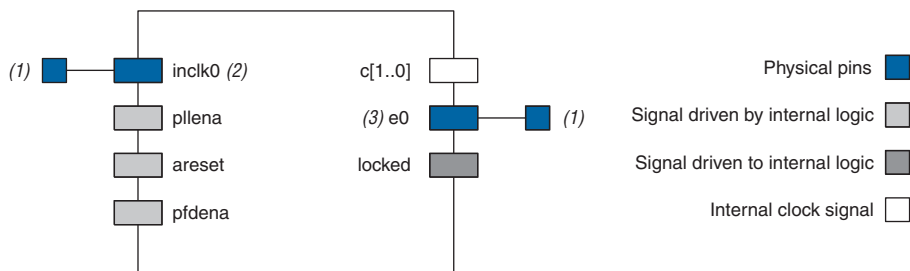 (1) inclk0 (2)
pllena
areset
pfdena
c[1..0]
(3) e0 (1)
locked
Physical pins
Signal driven by internal logic
Signal driven to internal logic
Internal clock signal